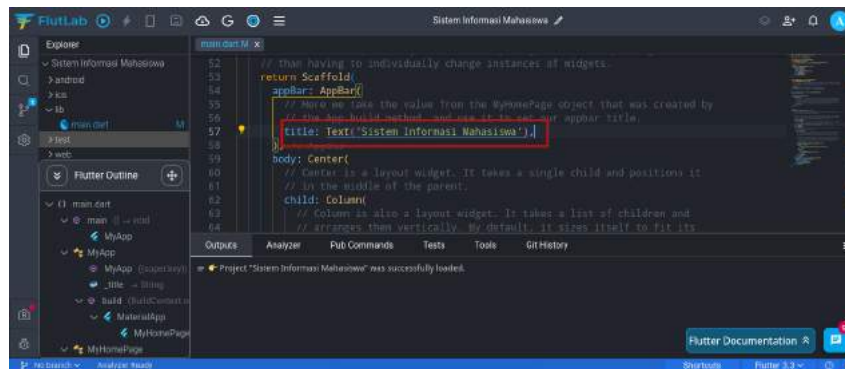 FlutLab
Sistem Informasi Mahasiswa
Explorer
main.dart M x
Sistem Informasi Mahasiswa
android
ios
lib
main.dart M
test
web
Flutter Outline
main.dart
main () → void
MyApp
MyApp
MyApp ({super.key})
_title → String
build (BuildContext
MaterialApp
MyHomePage
MyHomePage
52 // than having to individually change instances of widgets.
53 return Scaffold(
54 appBar: AppBar(
55 // Here we take the value from the MyHomePage object that was created by
56 // the App.build method, and use it to set our appbar title.
57 title: Text('Sistem Informasi Mahasiswa'),
58 ),
59 body: Center(
60 // Center is a layout widget. It takes a single child and positions it
61 // in the middle of the parent.
62 child: Column(
63 // Column is also a layout widget. It takes a list of children and
64 // arranges them vertically. By default, it sizes itself to fit its
Outputs Analyzer Pub Commands Tests Tools Git History
Project "Sistem Informasi Mahasiswa" was successfully loaded.
Flutter Documentation
No branch Analyzer Ready
Shortcuts Flutter 3.3